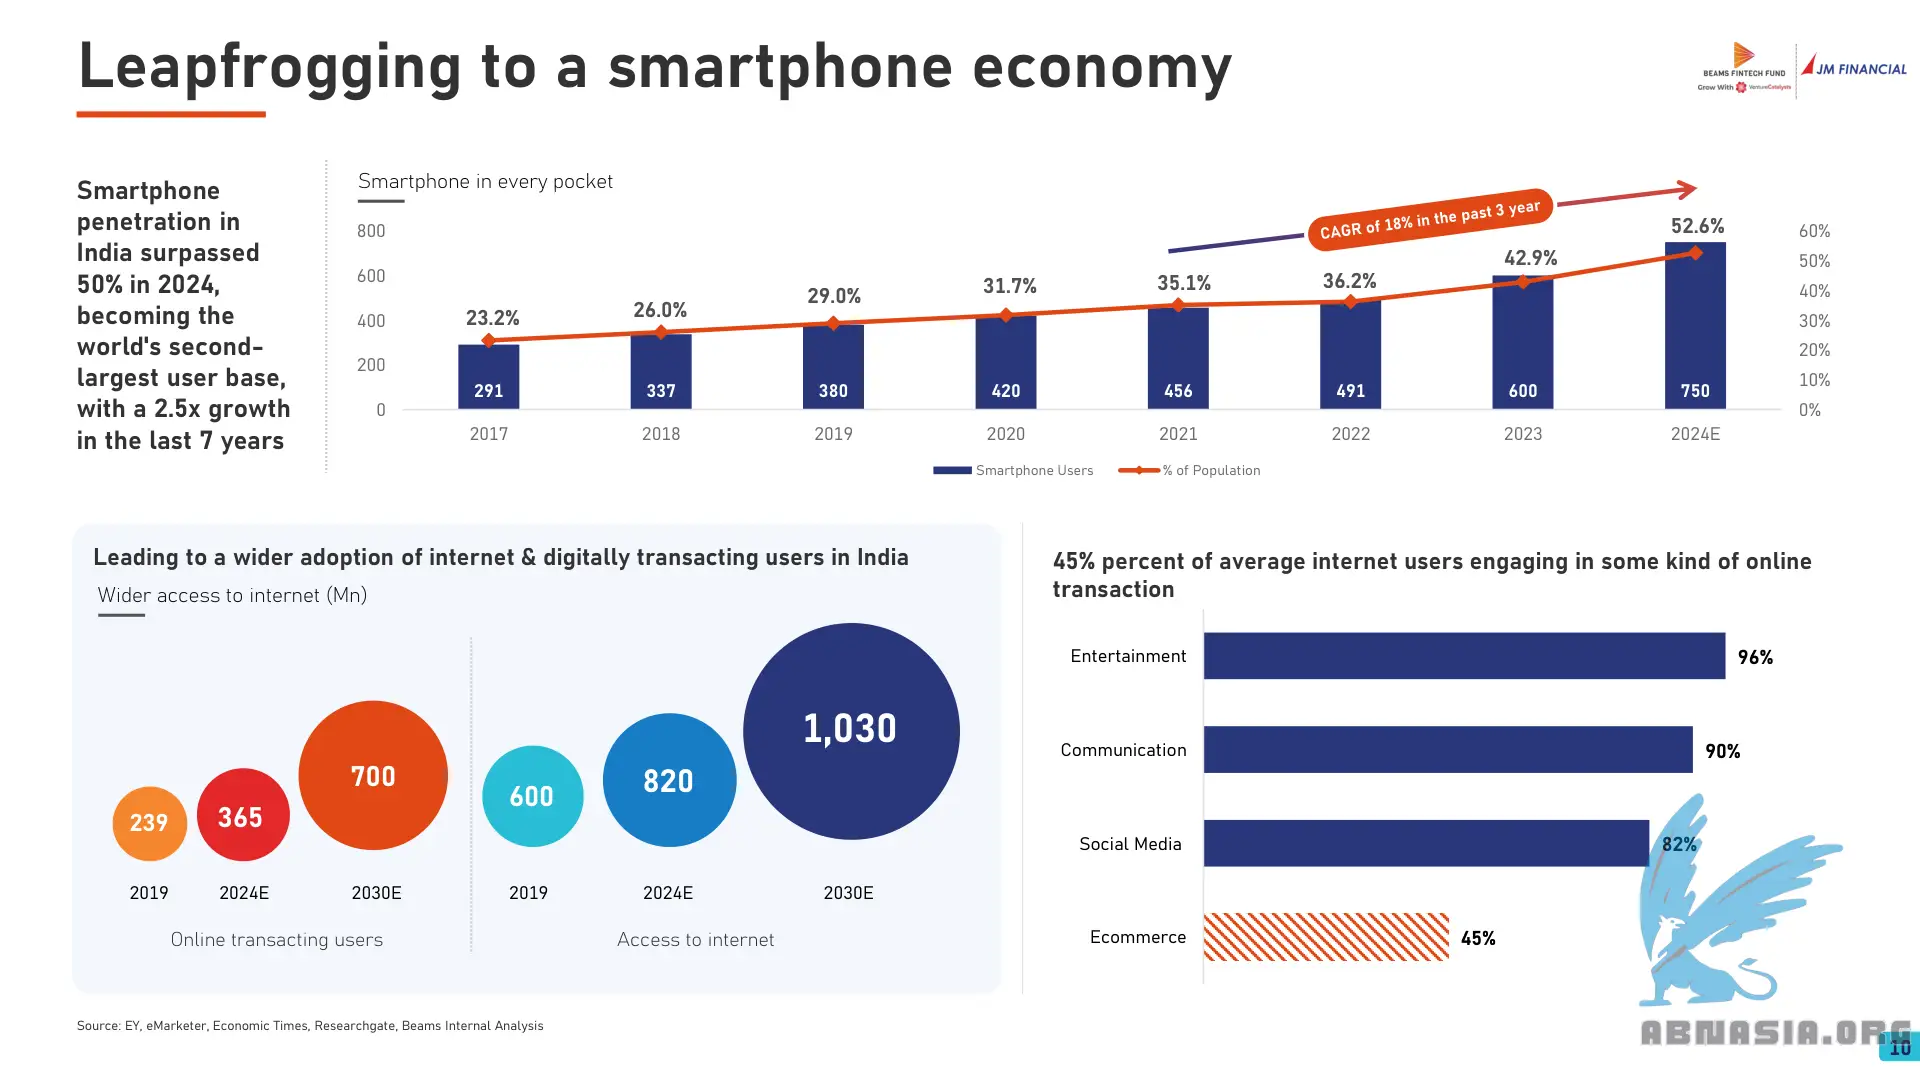 Leapfrogging to a smartphone economy
BEAMS FINTECH FUND
Grow With VentureCatalysts
JM FINANCIAL
Smartphone
penetration in
India surpassed
50% in 2024,
becoming the
world's second-
largest user base,
with a 2.5x growth
in the last 7 years
Smartphone in every pocket
CAGR of 18% in the past 3 year
800
600
400
200
0
23.2%
26.0%
29.0%
31.7%
35.1%
36.2%
42.9%
52.6%
291
337
380
420
456
491
600
750
60%
50%
40%
30%
20%
10%
0%
2017
2018
2019
2020
2021
2022
2023
2024E
Smartphone Users
% of Population
Leading to a wider adoption of internet & digitally transacting users in India
Wider access to internet (Mn)
239
365
700
600
820
1,030
2019
2024E
2030E
2019
2024E
2030E
Online transacting users
Access to internet
45% percent of average internet users engaging in some kind of online
transaction
Entertainment
96%
Communication
90%
Social Media
82%
Ecommerce
45%
Source: EY, eMarketer, Economic Times, Researchgate, Beams Internal Analysis
ABNASIA.ORG
10